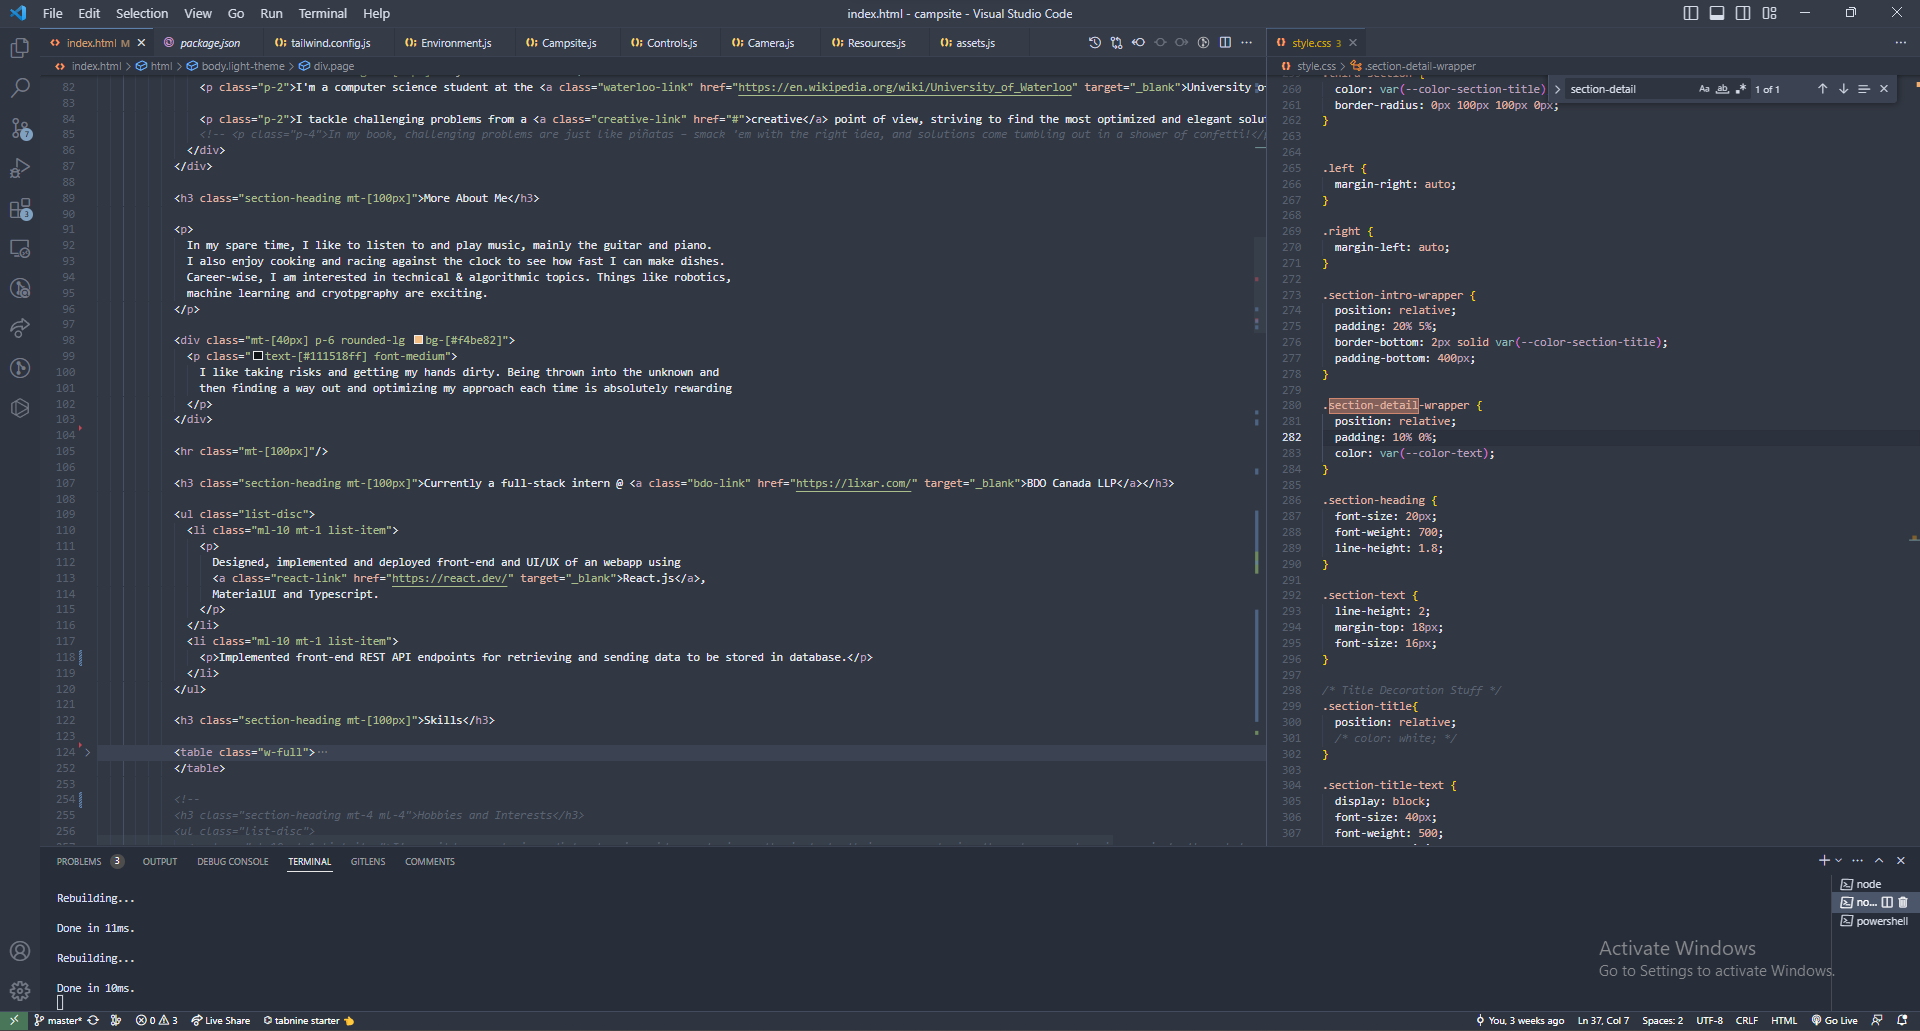 File Edit Selection View Go Run Terminal Help
index.html - campsite - Visual Studio Code
index.html M package.json tailwind.config.js Environment.js Campsite.js Controls.js Camera.js Resources.js assets.js
style.css 3
index.html > html > body.light-theme > div.page
style.css > .section-detail-wrapper
82 <p class="p-2">I'm a computer science student at the <a class="waterloo-link" href="https://en.wikipedia.org/wiki/University_of_Waterloo" target="_blank">University o
83
84 <p class="p-2">I tackle challenging problems from a <a class="creative-link" href="#">creative</a> point of view, striving to find the most optimized and elegant solu
85 <!-- <p class="p-4">In my book, challenging problems are just like piñatas – smack 'em with the right idea, and solutions come tumbling out in a shower of confetti!</p
86 </div>
87 </div>
88
89 <h3 class="section-heading mt-[100px]">More About Me</h3>
90
91 <p>
92 In my spare time, I like to listen to and play music, mainly the guitar and piano.
93 I also enjoy cooking and racing against the clock to see how fast I can make dishes.
94 Career-wise, I am interested in technical & algorithmic topics. Things like robotics,
95 machine learning and cryotpgraphy are exciting.
96 </p>
97
98 <div class="mt-[40px] p-6 rounded-lg bg-[#f4be82]">
99 <p class="text-[#111518ff] font-medium">
100 I like taking risks and getting my hands dirty. Being thrown into the unknown and
101 then finding a way out and optimizing my approach each time is absolutely rewarding
102 </p>
103 </div>
104
105 <hr class="mt-[100px]"/>
106
107 <h3 class="section-heading mt-[100px]">Currently a full-stack intern @ <a class="bdo-link" href="https://lixar.com/" target="_blank">BDO Canada LLP</a></h3>
108
109 <ul class="list-disc">
110 <li class="ml-10 mt-1 list-item">
111 <p>
112 Designed, implemented and deployed front-end and UI/UX of an webapp using
113 <a class="react-link" href="https://react.dev/" target="_blank">React.js</a>,
114 MaterialUI and Typescript.
115 </p>
116 </li>
117 <li class="ml-10 mt-1 list-item">
118 <p>Implemented front-end REST API endpoints for retrieving and sending data to be stored in database.</p>
119 </li>
120 </ul>
121
122 <h3 class="section-heading mt-[100px]">Skills</h3>
123
124 <table class="w-full">⋯
252 </table>
253
254 <!--
255 <h3 class="section-heading mt-4 ml-4">Hobbies and Interests</h3>
256 <ul class="list-disc">
section-detail Aa ab .* 1 of 1
260 color: var(--color-section-title)
261 border-radius: 0px 100px 100px 0px;
262 }
263
264
265 .left {
266 margin-right: auto;
267 }
268
269 .right {
270 margin-left: auto;
271 }
272
273 .section-intro-wrapper {
274 position: relative;
275 padding: 20% 5%;
276 border-bottom: 2px solid var(--color-section-title);
277 padding-bottom: 400px;
278 }
279
280 .section-detail-wrapper {
281 position: relative;
282 padding: 10% 0%;
283 color: var(--color-text);
284 }
285
286 .section-heading {
287 font-size: 20px;
288 font-weight: 700;
289 line-height: 1.8;
290 }
291
292 .section-text {
293 line-height: 2;
294 margin-top: 18px;
295 font-size: 16px;
296 }
297
298 /* Title Decoration Stuff */
299 .section-title{
300 position: relative;
301 /* color: white; */
302 }
303
304 .section-title-text {
305 display: block;
306 font-size: 40px;
307 font-weight: 500;
PROBLEMS 3 OUTPUT DEBUG CONSOLE TERMINAL GITLENS COMMENTS
Rebuilding...
Done in 11ms.
Rebuilding...
Done in 10ms.
node
no...
powershell
Activate Windows
Go to Settings to activate Windows.
7
3
master* 0 3 Live Share tabnine starter
You, 3 weeks ago Ln 37, Col 7 Spaces: 2 UTF-8 CRLF HTML Go Live